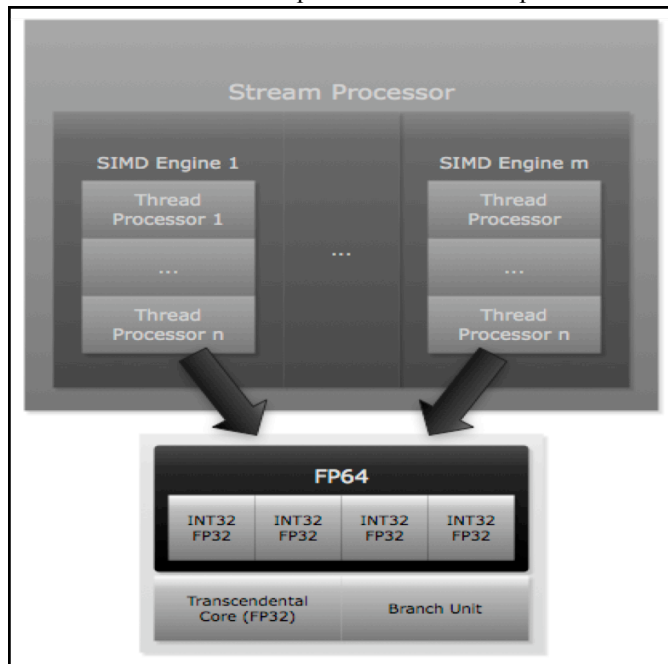 Stream Processor
SIMD Engine 1
SIMD Engine m
Thread
Processor 1
...
Thread
Processor n
...
Thread
Processor
...
Thread
Processor n
FP64
INT32
FP32
INT32
FP32
INT32
FP32
INT32
FP32
Transcendental
Core (FP32)
Branch Unit